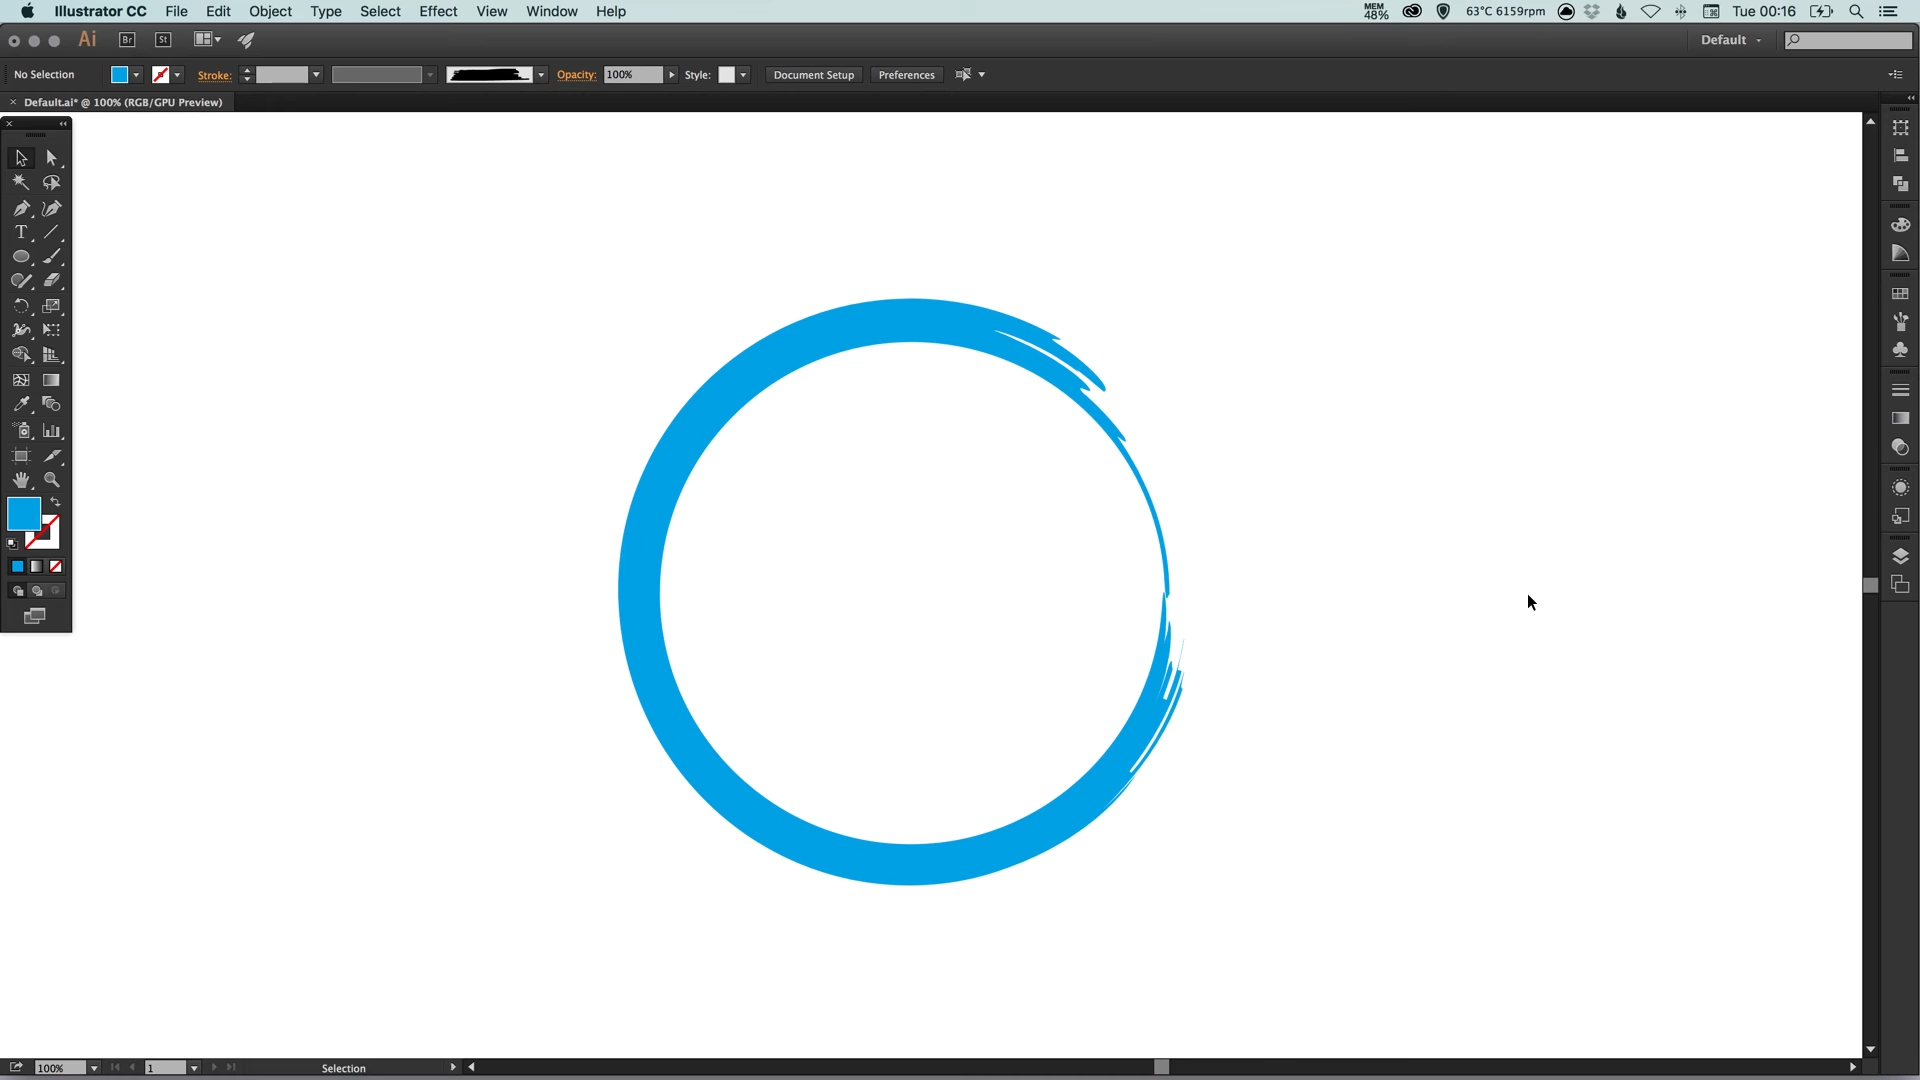 Illustrator CC File Edit Object Type Select Effect View Window Help MEM 48% 63°C 6159rpm Tue 00:16
Ai Br St Default
No Selection Stroke: Opacity: 100% Style: Document Setup Preferences
× Default.ai* @ 100% (RGB/GPU Preview)
T
100% 1 Selection